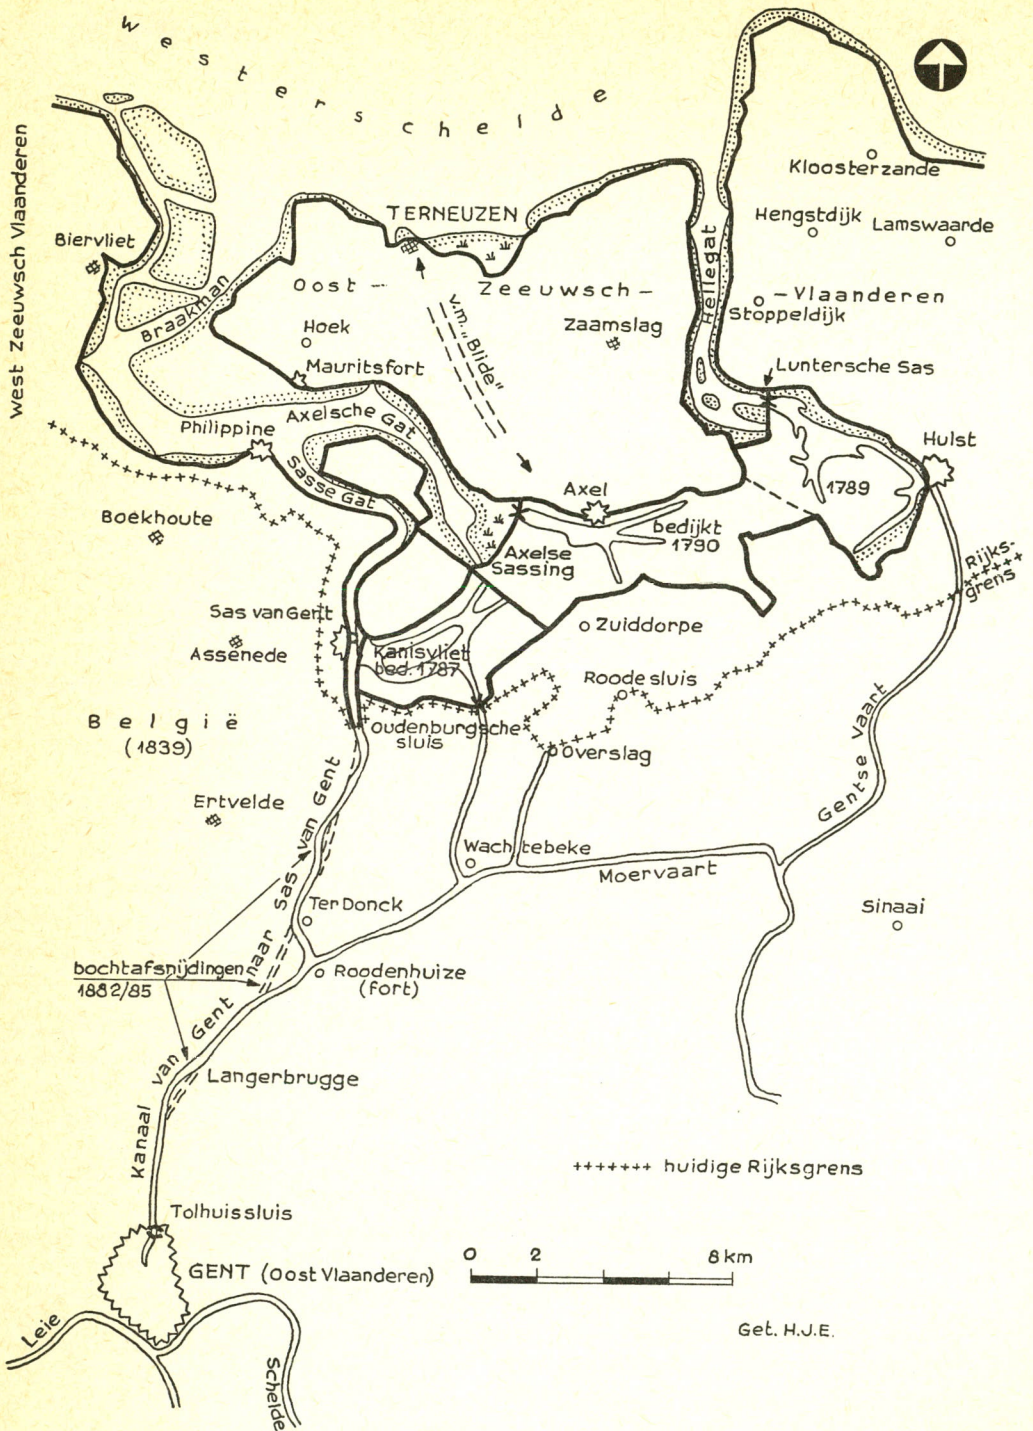 Westerschelde
West Zeeuwsch Vlaanderen
Kloosterzande
Hengstdijk
Lamswaarde
TERNEUZEN
Biervliet
Braakman
Hellegat
Oost - Zeeuwsch - - Vlaanderen
Stoppeldijk
v.m. „Blide"
Hoek
Zaamslag
Mauritsfort
Luntersche Sas
Axelsche Gat
Philippine
Sasse Gat
Hulst
1789
Axel
Boekhoute
bedijkt
1790
Axelse
Sassing
Rijks-
grens
Sas van Gent
Zuiddorpe
Assenede
Kanisvliet
bed. 1787
Roode sluis
België
(1839)
Oudenburgsche
sluis
Overslag
Gentse Vaart
Ertvelde
Wachtebeke
Moervaart
Ter Donck
Sinaai
bochtafsnijdingen
1882/85
Roodenhuize
(fort)
Kanaal van Gent naar Sas van Gent
Langerbrugge
+++++++ huidige Rijksgrens
Tolhuissluis
GENT (Oost Vlaanderen)
0 2 8 km
Leie
Schelde
Get. H.J.E.